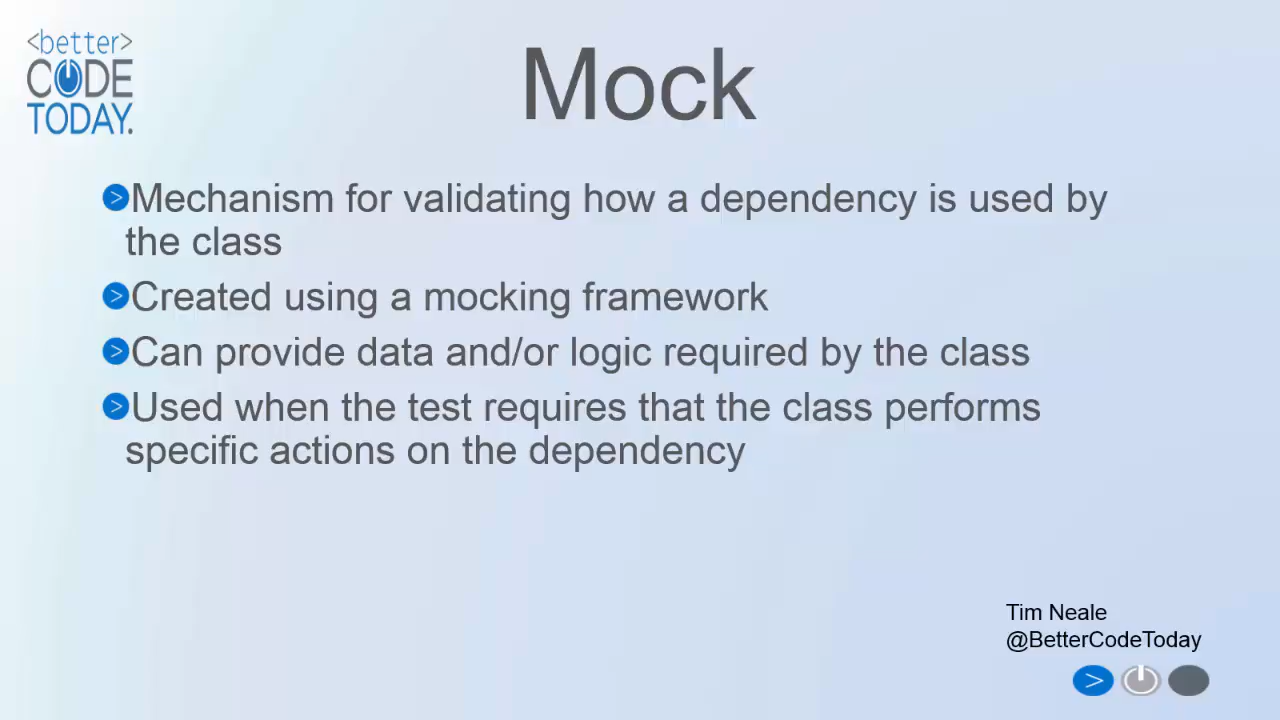 <better>
CODE
TODAY.
Mock
Mechanism for validating how a dependency is used by
the class
Created using a mocking framework
Can provide data and/or logic required by the class
Used when the test requires that the class performs
specific actions on the dependency
Tim Neale
@BetterCodeToday